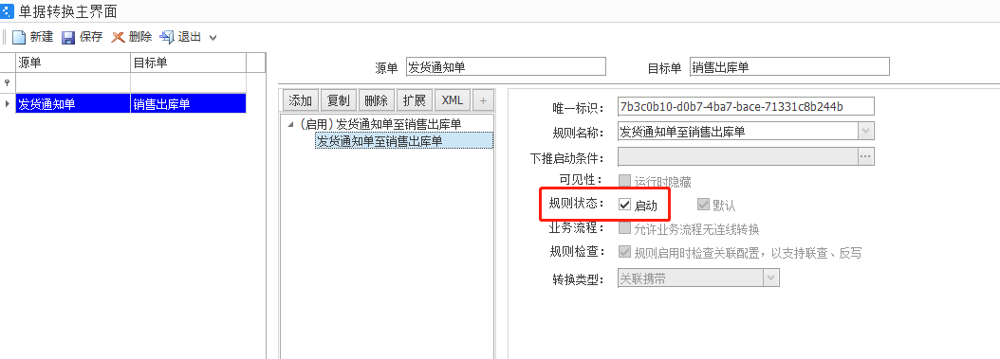 单据转换主界面
新建 保存 删除 退出
源单 目标单
发货通知单 销售出库单
源单 发货通知单 目标单 销售出库单
添加 复制 删除 扩展 XML +
(启用)发货通知单至销售出库单
发货通知单至销售出库单
唯一标识: 7b3c0b10-d0b7-4ba7-bace-71331c8b244b
规则名称: 发货通知单至销售出库单
下推启动条件: ...
可见性: 运行时隐藏
规则状态: 启动 默认
业务流程: 允许业务流程无连线转换
规则检查: 规则启用时检查关联配置，以支持联查、反写
转换类型: 关联携带